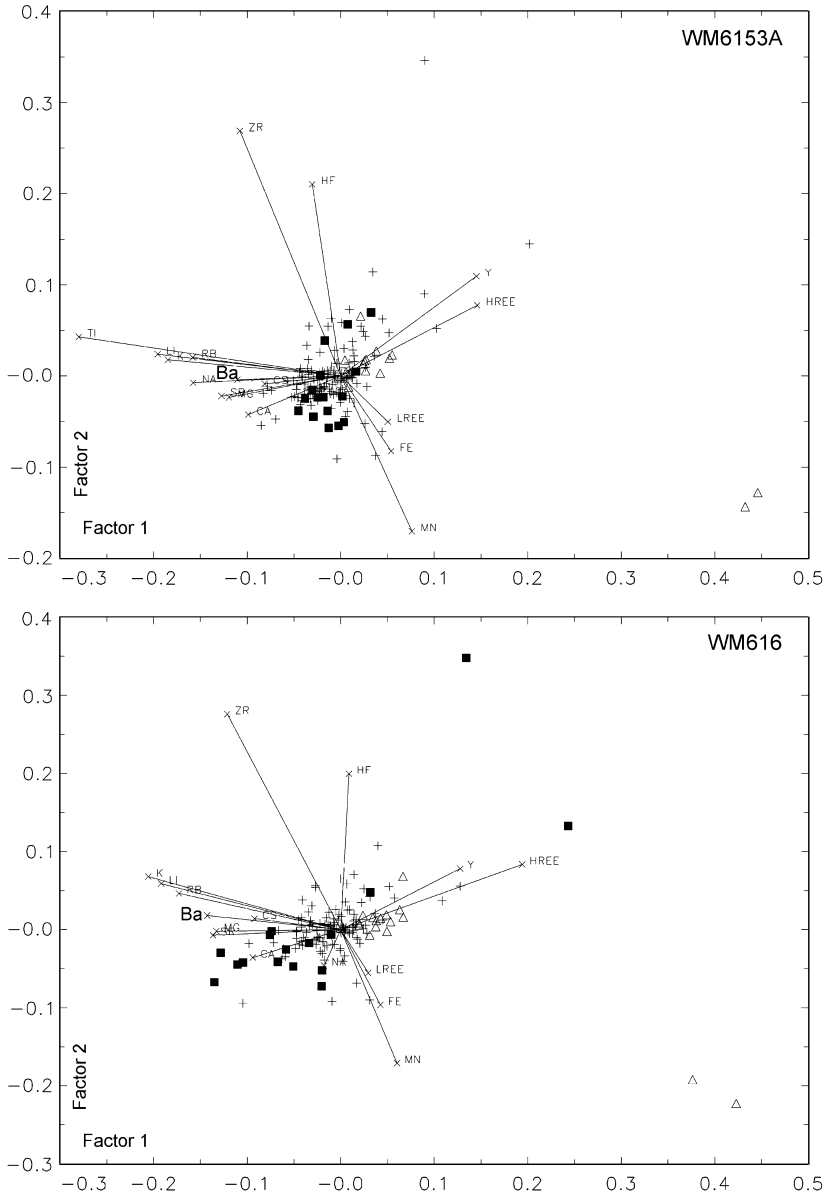 WM6153A
0.4
0.3
0.2
0.1
−0.0
−0.1
−0.2
ZR
HF
Y
HREE
TI
RB
Ba
NA
CS
CA
LREE
FE
MN
Factor 2
Factor 1
−0.3 −0.2 −0.1 −0.0 0.1 0.2 0.3 0.4 0.5
WM616
0.4
0.3
0.2
0.1
−0.0
−0.1
−0.2
−0.3
ZR
HF
Y
HREE
K
LI
RB
Ba
CS
MG
CA
NA
LREE
FE
MN
Factor 2
Factor 1
−0.3 −0.2 −0.1 −0.0 0.1 0.2 0.3 0.4 0.5